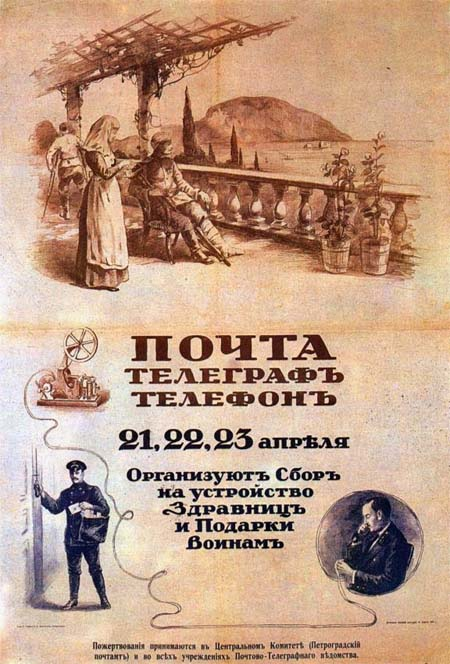 ПОЧТА
ТЕЛЕГРАФЪ
ТЕЛЕФОНЪ
21, 22, 23 апрѣля
Организуютъ Сборъ
на устройство
Здравницъ
и Подарки
Воинамъ
Пожертвованія принимаются въ Центральномъ Комитетѣ (Петроградскій
почтамтъ) и во всѣхъ учрежденіяхъ Почтово-Телеграфнаго вѣдомства.